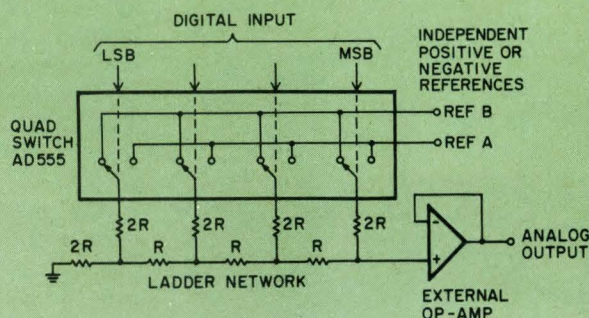 DIGITAL INPUT
LSB
MSB
INDEPENDENT
POSITIVE OR
NEGATIVE
REFERENCES
REF B
REF A
QUAD
SWITCH
AD555
2R
2R
2R
2R
2R
R
R
R
LADDER NETWORK
-
+
ANALOG
OUTPUT
EXTERNAL
OP-AMP